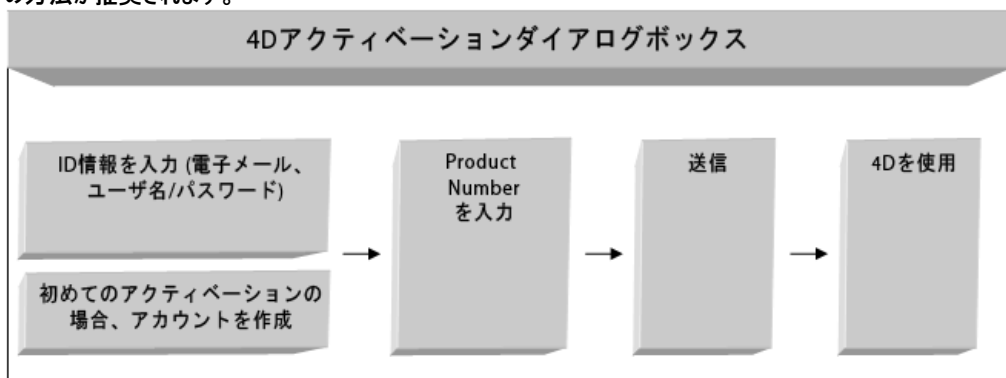 の方法が推奨されます。
4Dアクティベーションダイアログボックス
ID情報を入力 (電子メール、
ユーザ名/パスワード)
初めてのアクティベーションの
場合、アカウントを作成
Product
Number
を入力
送信
4Dを使用